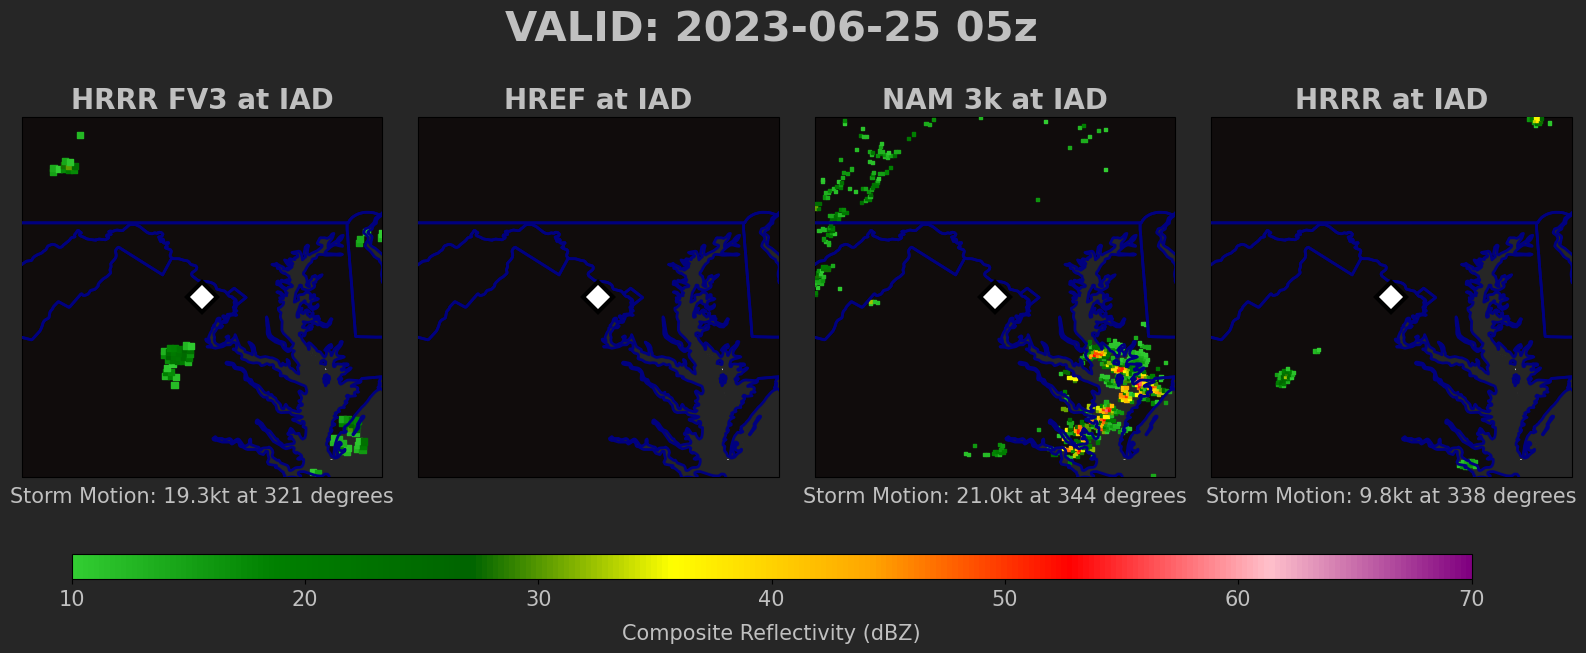 VALID: 2023-06-25 05z
HRRR FV3 at IAD
HREF at IAD
NAM 3k at IAD
HRRR at IAD
Storm Motion: 19.3kt at 321 degrees
Storm Motion: 21.0kt at 344 degrees
Storm Motion: 9.8kt at 338 degrees
10 20 30 40 50 60 70
Composite Reflectivity (dBZ)